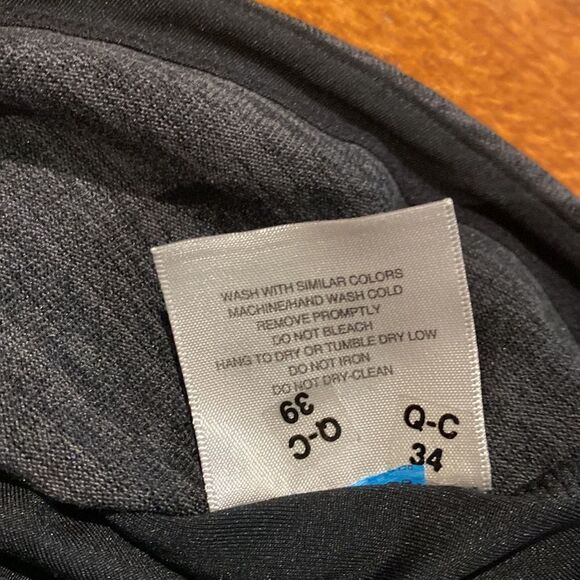 WASH WITH SIMILAR COLORS
MACHINE/HAND WASH COLD
REMOVE PROMPTLY
DO NOT BLEACH
HANG TO DRY OR TUMBLE DRY LOW
DO NOT IRON
DO NOT DRY-CLEAN
Q-C
39
Q-C
34